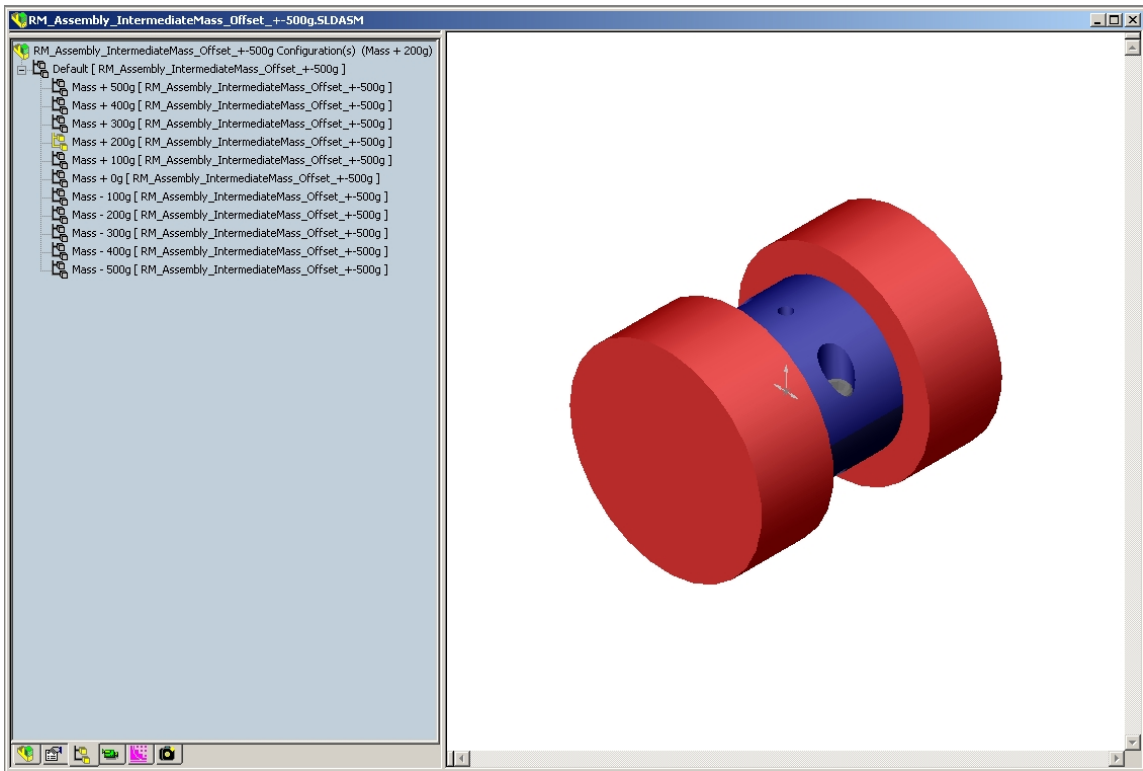 RM_Assembly_IntermediateMass_Offset_+-500g.SLDASM
RM_Assembly_IntermediateMass_Offset_+-500g Configuration(s) (Mass + 200g)
Default [ RM_Assembly_IntermediateMass_Offset_+-500g ]
Mass + 500g [ RM_Assembly_IntermediateMass_Offset_+-500g ]
Mass + 400g [ RM_Assembly_IntermediateMass_Offset_+-500g ]
Mass + 300g [ RM_Assembly_IntermediateMass_Offset_+-500g ]
Mass + 200g [ RM_Assembly_IntermediateMass_Offset_+-500g ]
Mass + 100g [ RM_Assembly_IntermediateMass_Offset_+-500g ]
Mass + 0g [ RM_Assembly_IntermediateMass_Offset_+-500g ]
Mass - 100g [ RM_Assembly_IntermediateMass_Offset_+-500g ]
Mass - 200g [ RM_Assembly_IntermediateMass_Offset_+-500g ]
Mass - 300g [ RM_Assembly_IntermediateMass_Offset_+-500g ]
Mass - 400g [ RM_Assembly_IntermediateMass_Offset_+-500g ]
Mass - 500g [ RM_Assembly_IntermediateMass_Offset_+-500g ]